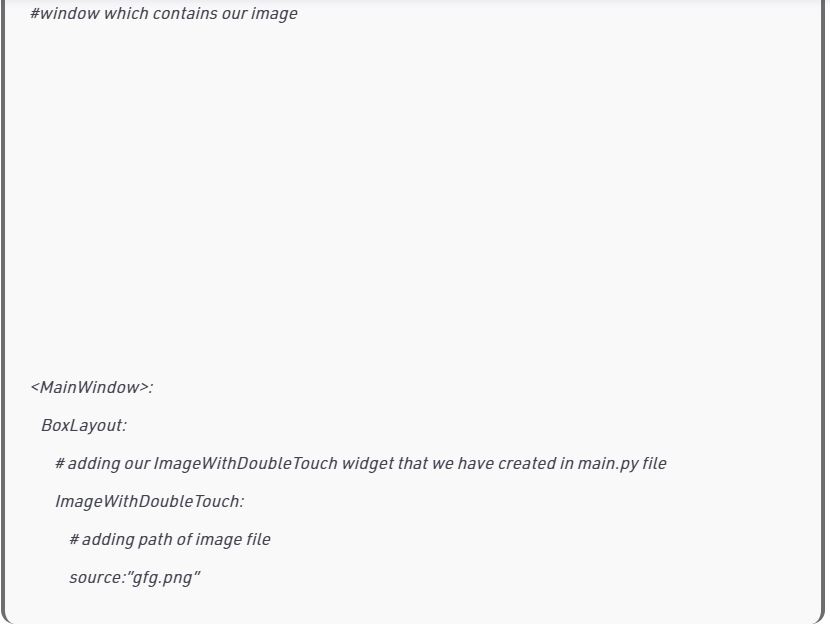 #window which contains our image
<MainWindow>:
BoxLayout:
# adding our ImageWithDoubleTouch widget that we have created in main.py file
ImageWithDoubleTouch:
# adding path of image file
source:”gfg.png”